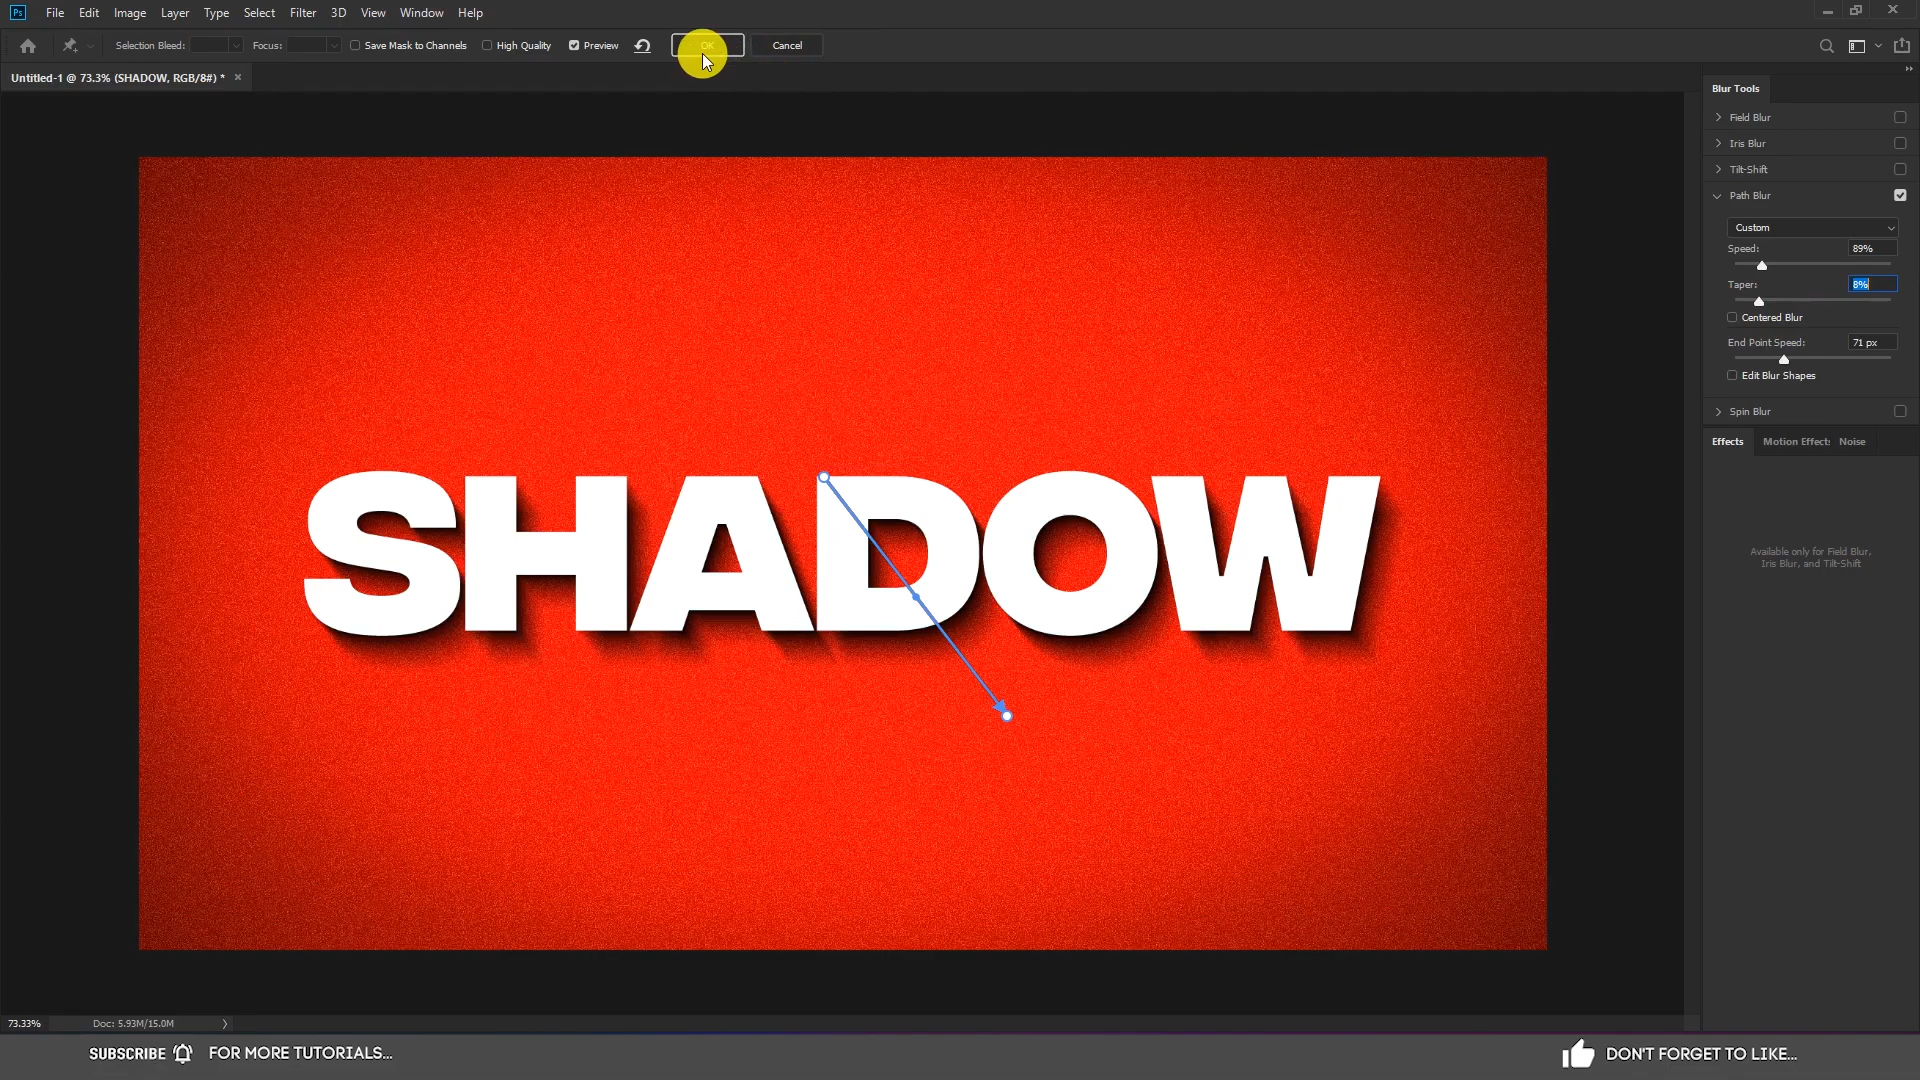 Ps File Edit Image Layer Type Select Filter 3D View Window Help
Selection Bleed: Focus: Save Mask to Channels High Quality Preview OK Cancel
Untitled-1 @ 73.3% (SHADOW, RGB/8#) * ×
Blur Tools
Field Blur
Iris Blur
Tilt-Shift
Path Blur
Custom
Speed: 89%
Taper: 8%
Centered Blur
End Point Speed: 71 px
Edit Blur Shapes
Spin Blur
Effects Motion Effects Noise
Available only for Field Blur,
Iris Blur, and Tilt-Shift
SHADOW
73.33% Doc: 5.93M/15.0M
SUBSCRIBE FOR MORE TUTORIALS...
DON'T FORGET TO LIKE...